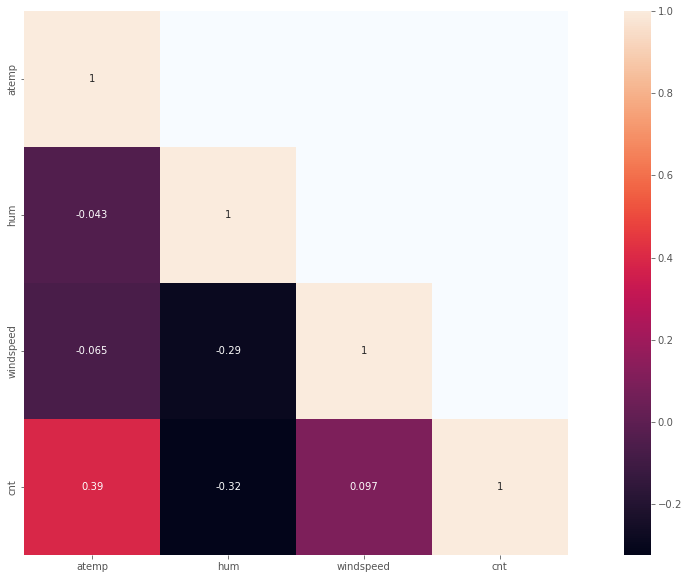 atemp
1
hum
-0.043
1
windspeed
-0.065
-0.29
1
cnt
0.39
-0.32
0.097
1
atemp
hum
windspeed
cnt
1.0
0.8
0.6
0.4
0.2
0.0
−0.2